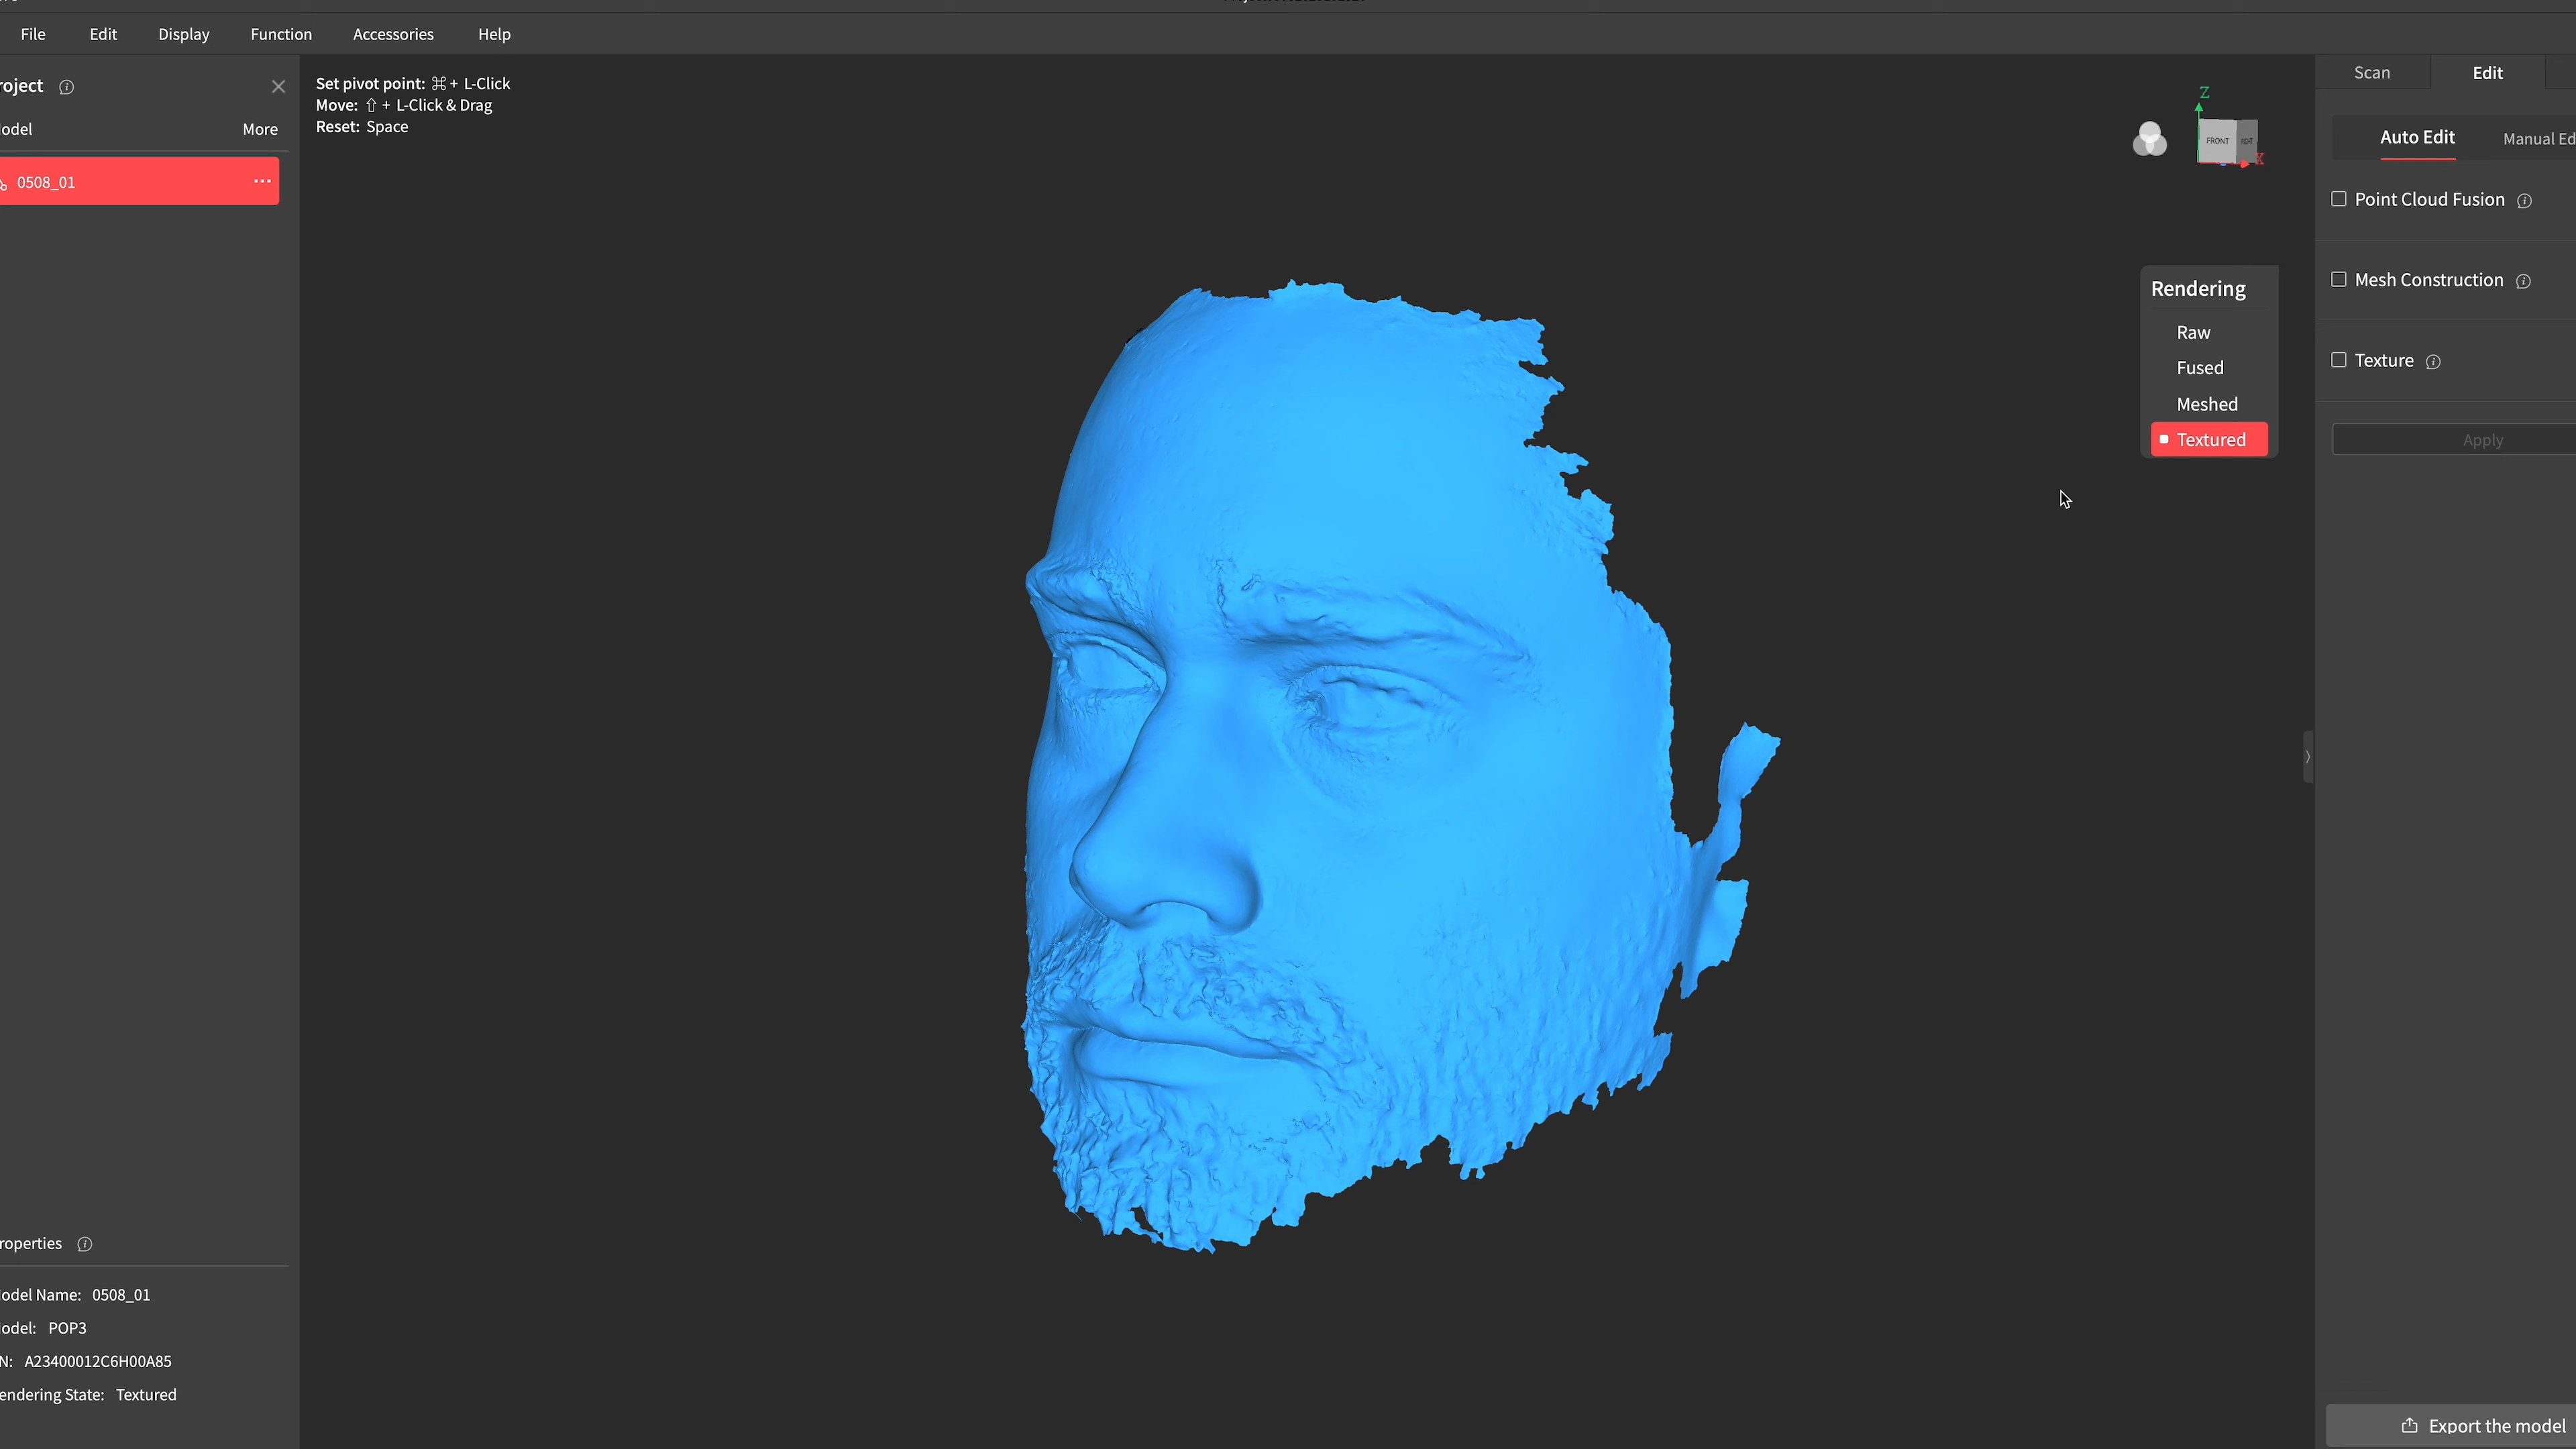 File Edit Display Function Accessories Help
roject
odel More
0508_01
Set pivot point: ⌘ + L-Click
Move: ⇧ + L-Click & Drag
Reset: Space
Z
FRONT
X
Scan Edit
Auto Edit Manual Ed
Point Cloud Fusion
Mesh Construction
Texture
Apply
Rendering
Raw
Fused
Meshed
Textured
roperties
odel Name: 0508_01
odel: POP3
N: A23400012C6H00A85
endering State: Textured
Export the model